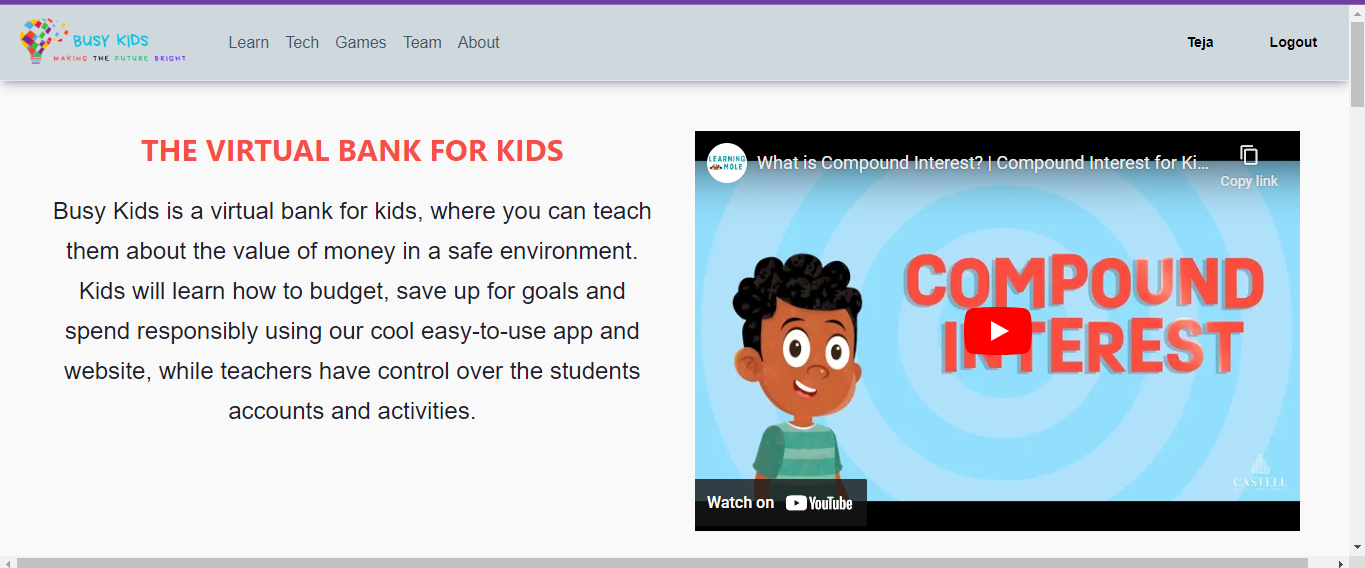 BUSY KIDS
MAKING THE FUTURE BRIGHT
Learn Tech Games Team About
Teja Logout
THE VIRTUAL BANK FOR KIDS
Busy Kids is a virtual bank for kids, where you can teach
them about the value of money in a safe environment.
Kids will learn how to budget, save up for goals and
spend responsibly using our cool easy-to-use app and
website, while teachers have control over the students
accounts and activities.
LEARNING
MOLE
What is Compound Interest? | Compound Interest for Ki...
Copy link
COMPOUND
INTEREST
CASTELL
Watch on YouTube